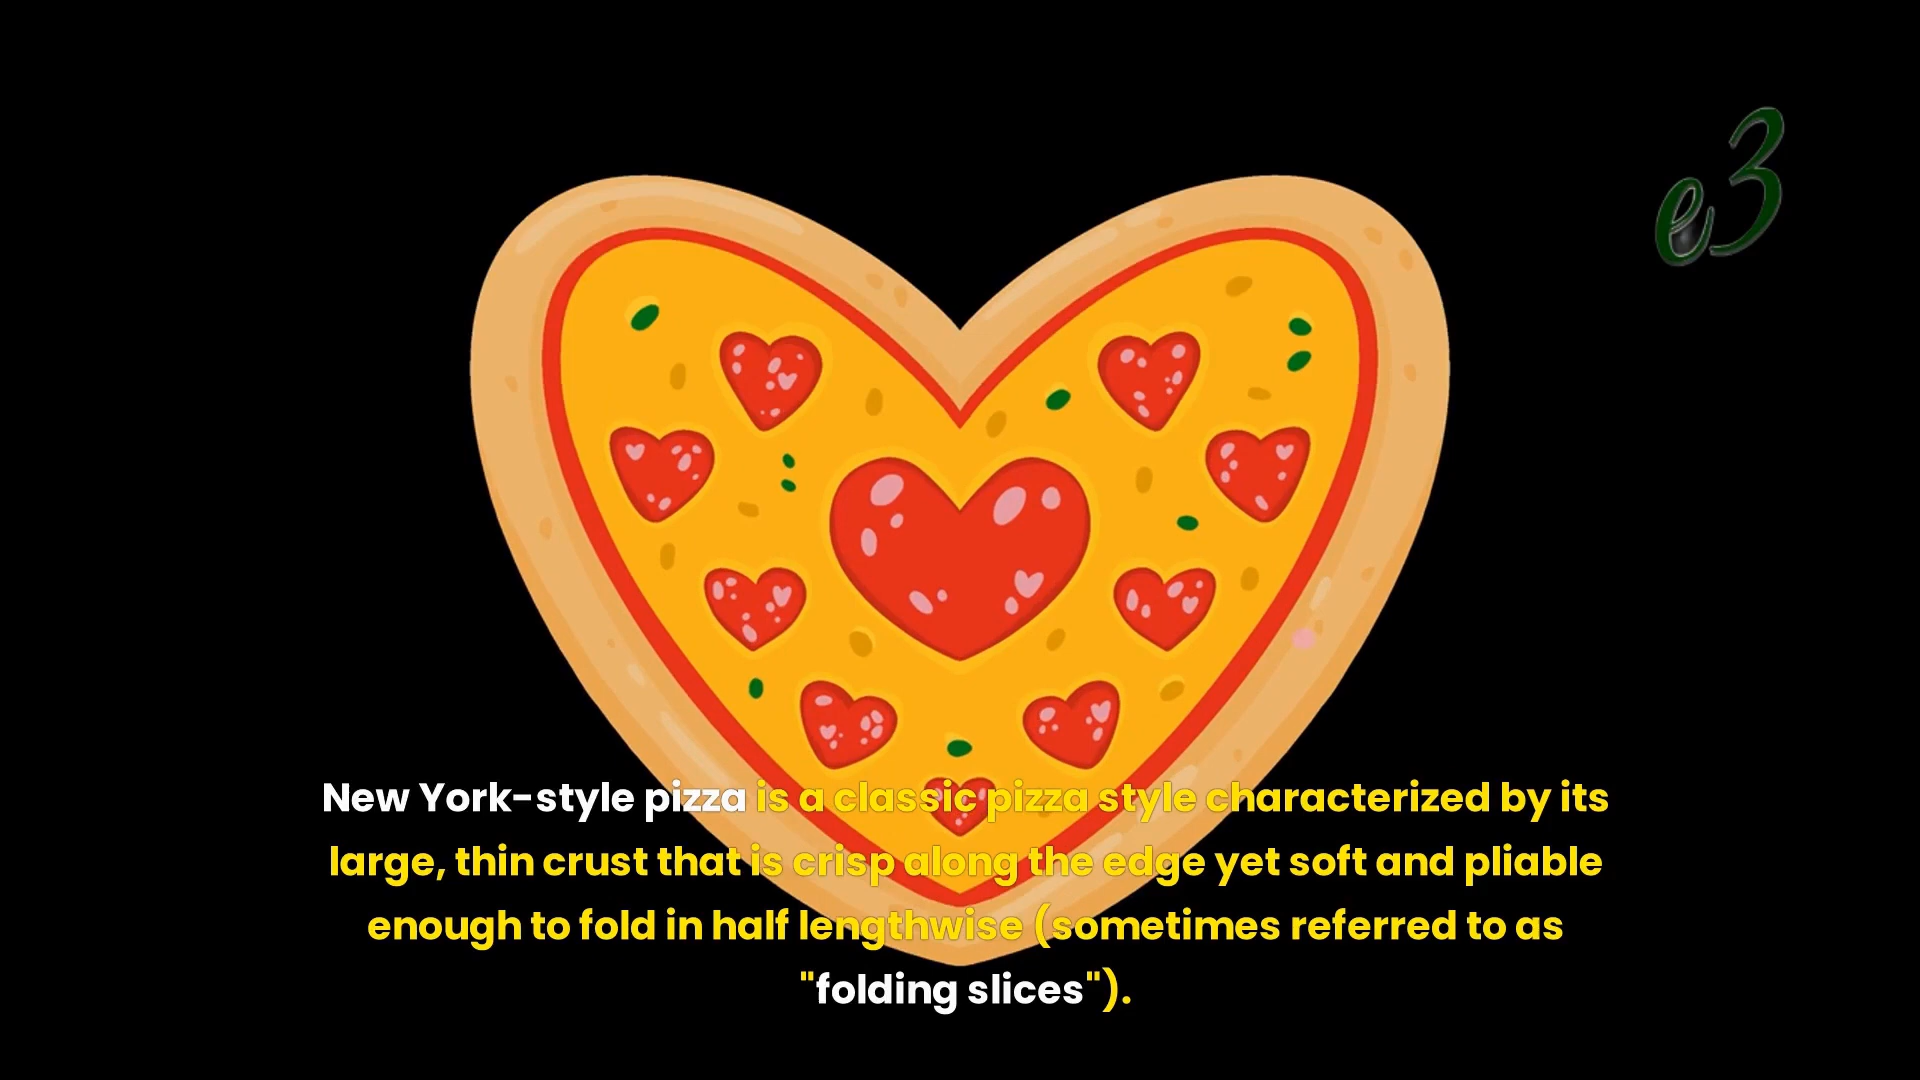 e3
New York-style pizza is a classic pizza style characterized by its
large, thin crust that is crisp along the edge yet soft and pliable
enough to fold in half lengthwise (sometimes referred to as
"folding slices").